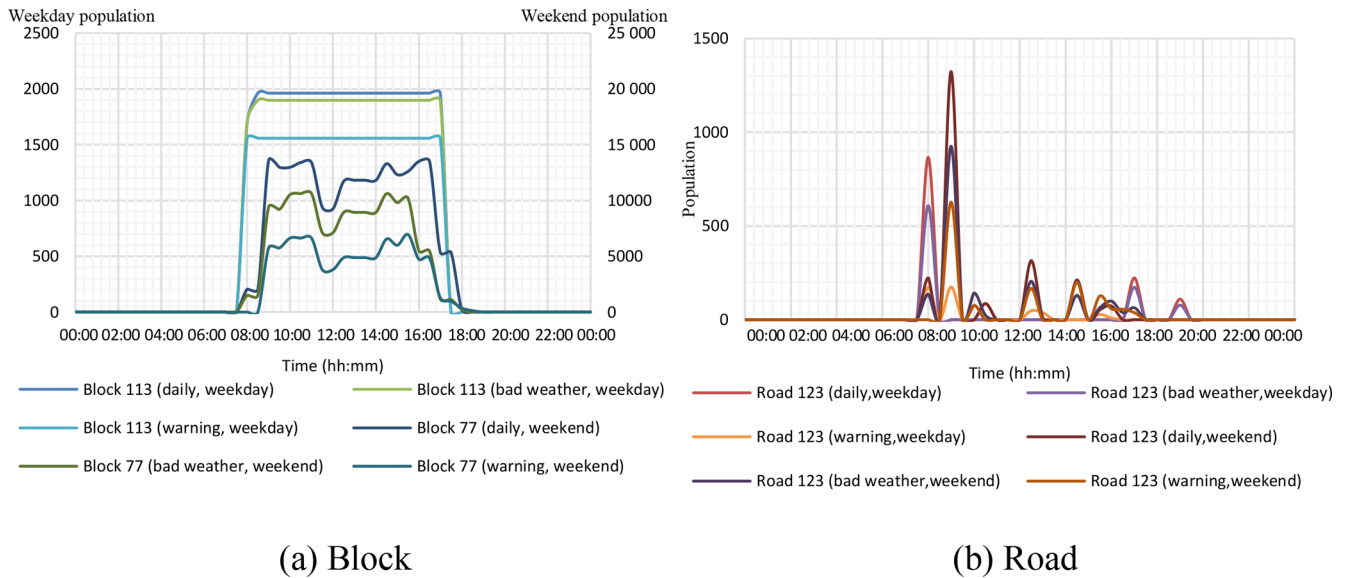 Weekday population Weekend population
2500 25 000
2000 20 000
1500 15 000
1000 10000
500 5000
0 0
00:00 02:00 04:00 06:00 08:00 10:00 12:00 14:00 16:00 18:00 20:00 22:00 00:00
Time (hh:mm)
Block 113 (daily, weekday) Block 113 (bad weather, weekday)
Block 113 (warning, weekday) Block 77 (daily, weekend)
Block 77 (bad weather, weekend) Block 77 (warning, weekend)
(a) Block
1500
1000
500
0
Population
00:00 02:00 04:00 06:00 08:00 10:00 12:00 14:00 16:00 18:00 20:00 22:00 00:00
Time (hh:mm)
Road 123 (daily,weekday) Road 123 (bad weather,weekday)
Road 123 (warning,weekday) Road 123 (daily,weekend)
Road 123 (bad weather,weekend) Road 123 (warning,weekend)
(b) Road